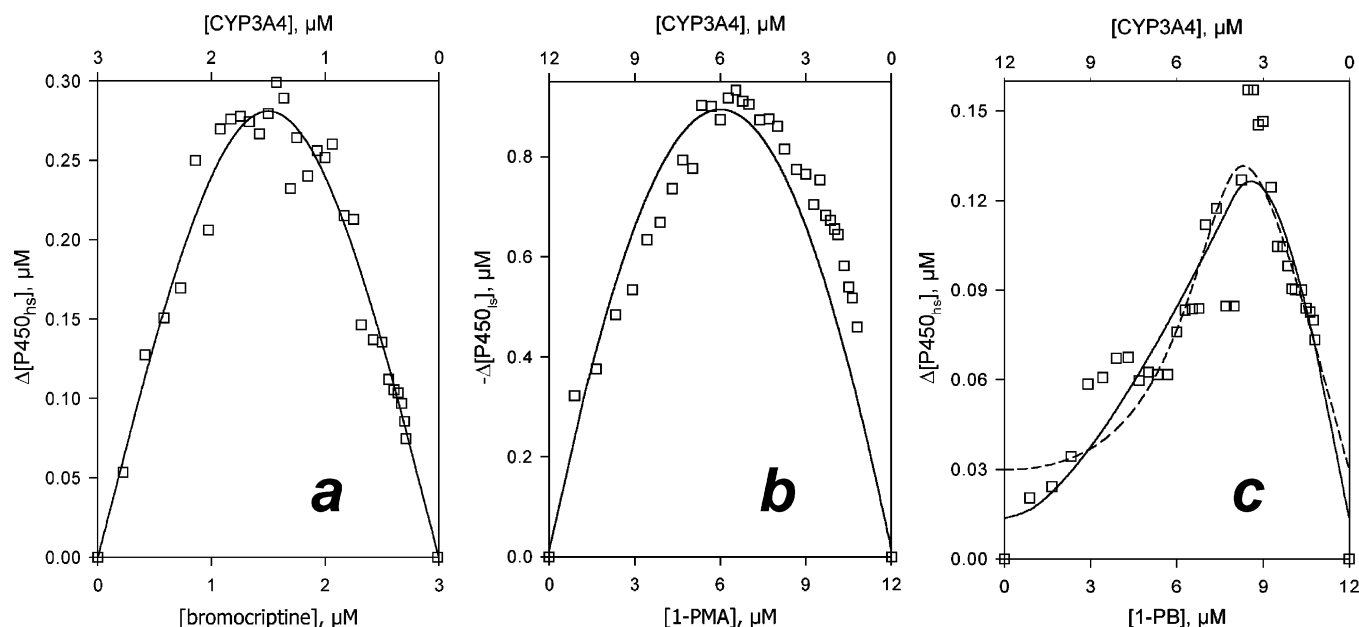 [CYP3A4], µM
3 2 1 0
0.30
0.25
0.20
0.15
0.10
0.05
0.00
Δ[P450hs], µM
a
0 1 2 3
[bromocriptine], µM
[CYP3A4], µM
12 9 6 3 0
0.8
0.6
0.4
0.2
0.0
-Δ[P450ls], µM
b
0 3 6 9 12
[1-PMA], µM
[CYP3A4], µM
12 9 6 3 0
0.15
0.12
0.09
0.06
0.03
0.00
Δ[P450hs], µM
c
0 3 6 9 12
[1-PB], µM